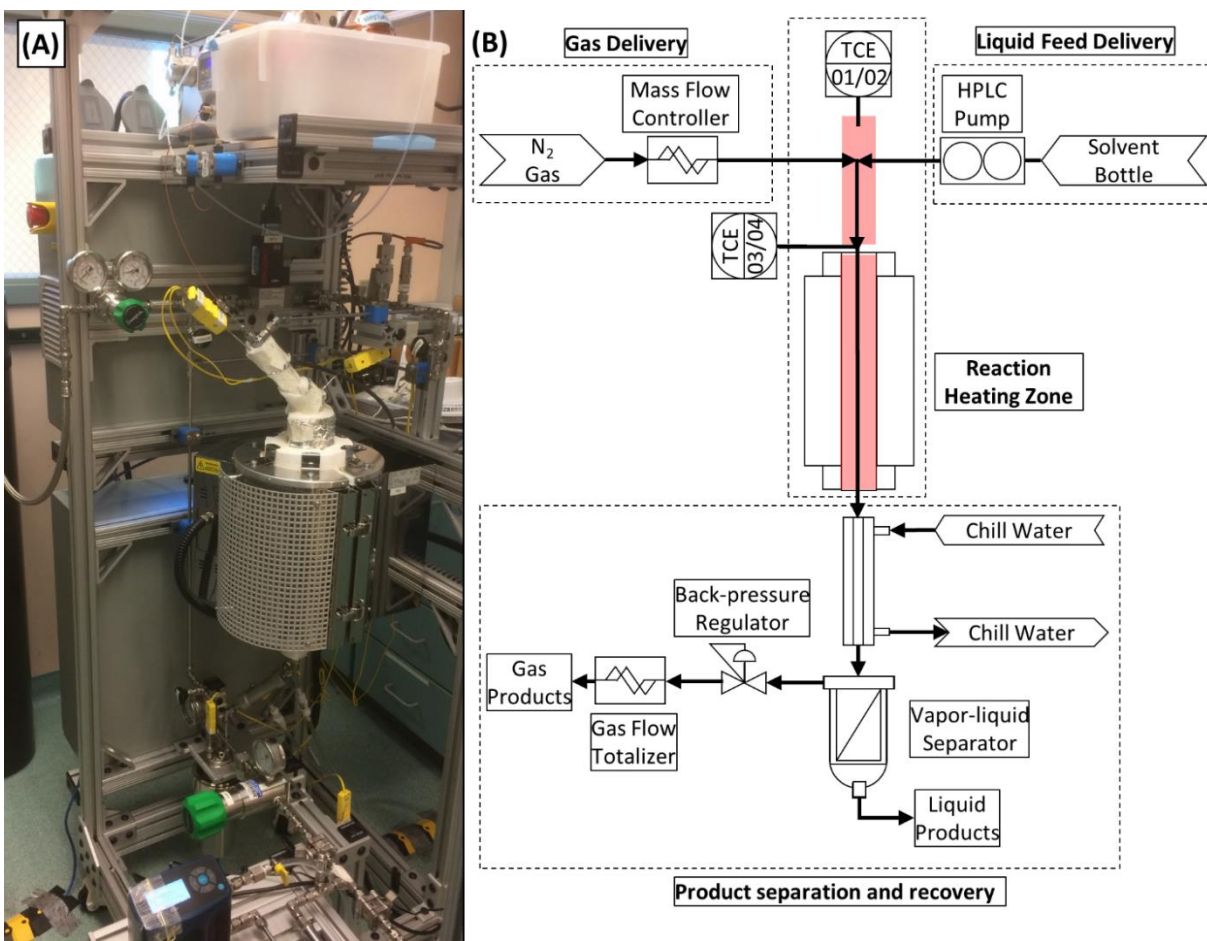 (A)
(B)
Gas Delivery
Liquid Feed Delivery
TCE
01/02
Mass Flow
Controller
HPLC
Pump
N₂
Gas
Solvent
Bottle
TCE
03/04
Reaction
Heating Zone
Chill Water
Back-pressure
Regulator
Chill Water
Gas
Products
Gas Flow
Totalizer
Vapor-liquid
Separator
Liquid
Products
Product separation and recovery